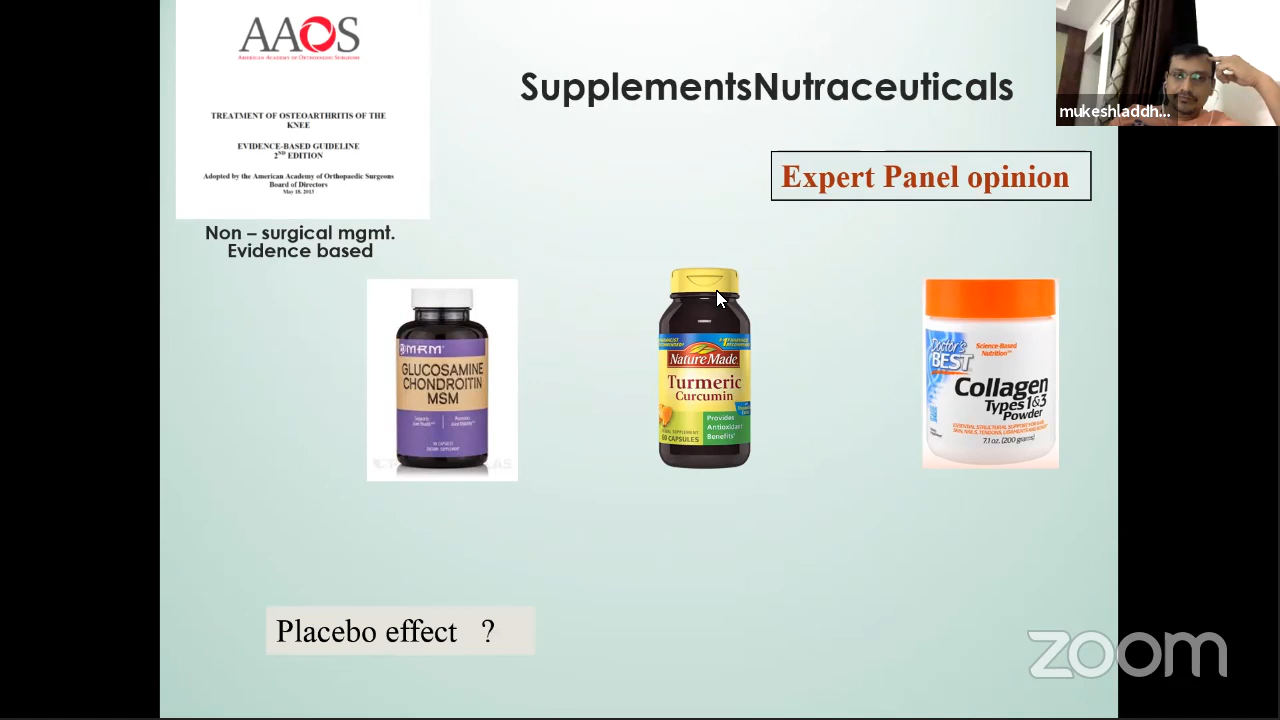 AAOS
AMERICAN ACADEMY OF ORTHOPAEDIC SURGEONS
TREATMENT OF OSTEOARTHRITIS OF THE
KNEE
EVIDENCE-BASED GUIDELINE
2ND EDITION
Adopted by the American Academy of Orthopaedic Surgeons
Board of Directors
May 18, 2013
Non – surgical mgmt.
Evidence based
SupplementsNutraceuticals
mukeshladdh...
Expert Panel opinion
MRM
GLUCOSAMINE
CHONDROITIN
MSM
Nature Made
Turmeric
Curcumin
Provides
Antioxidant
Benefits
60 CAPSULES
Doctor's
BEST
Science-Based
Nutrition™
Collagen
Types 1&3
Powder
7.1 oz. (200 grams)
Placebo effect ?
zoom